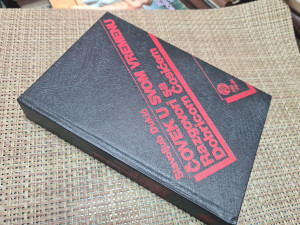 Slavoljub Đukić
ČOVEK U SVOM VREMENU
Razgovori sa
Dobricom Ćosićem